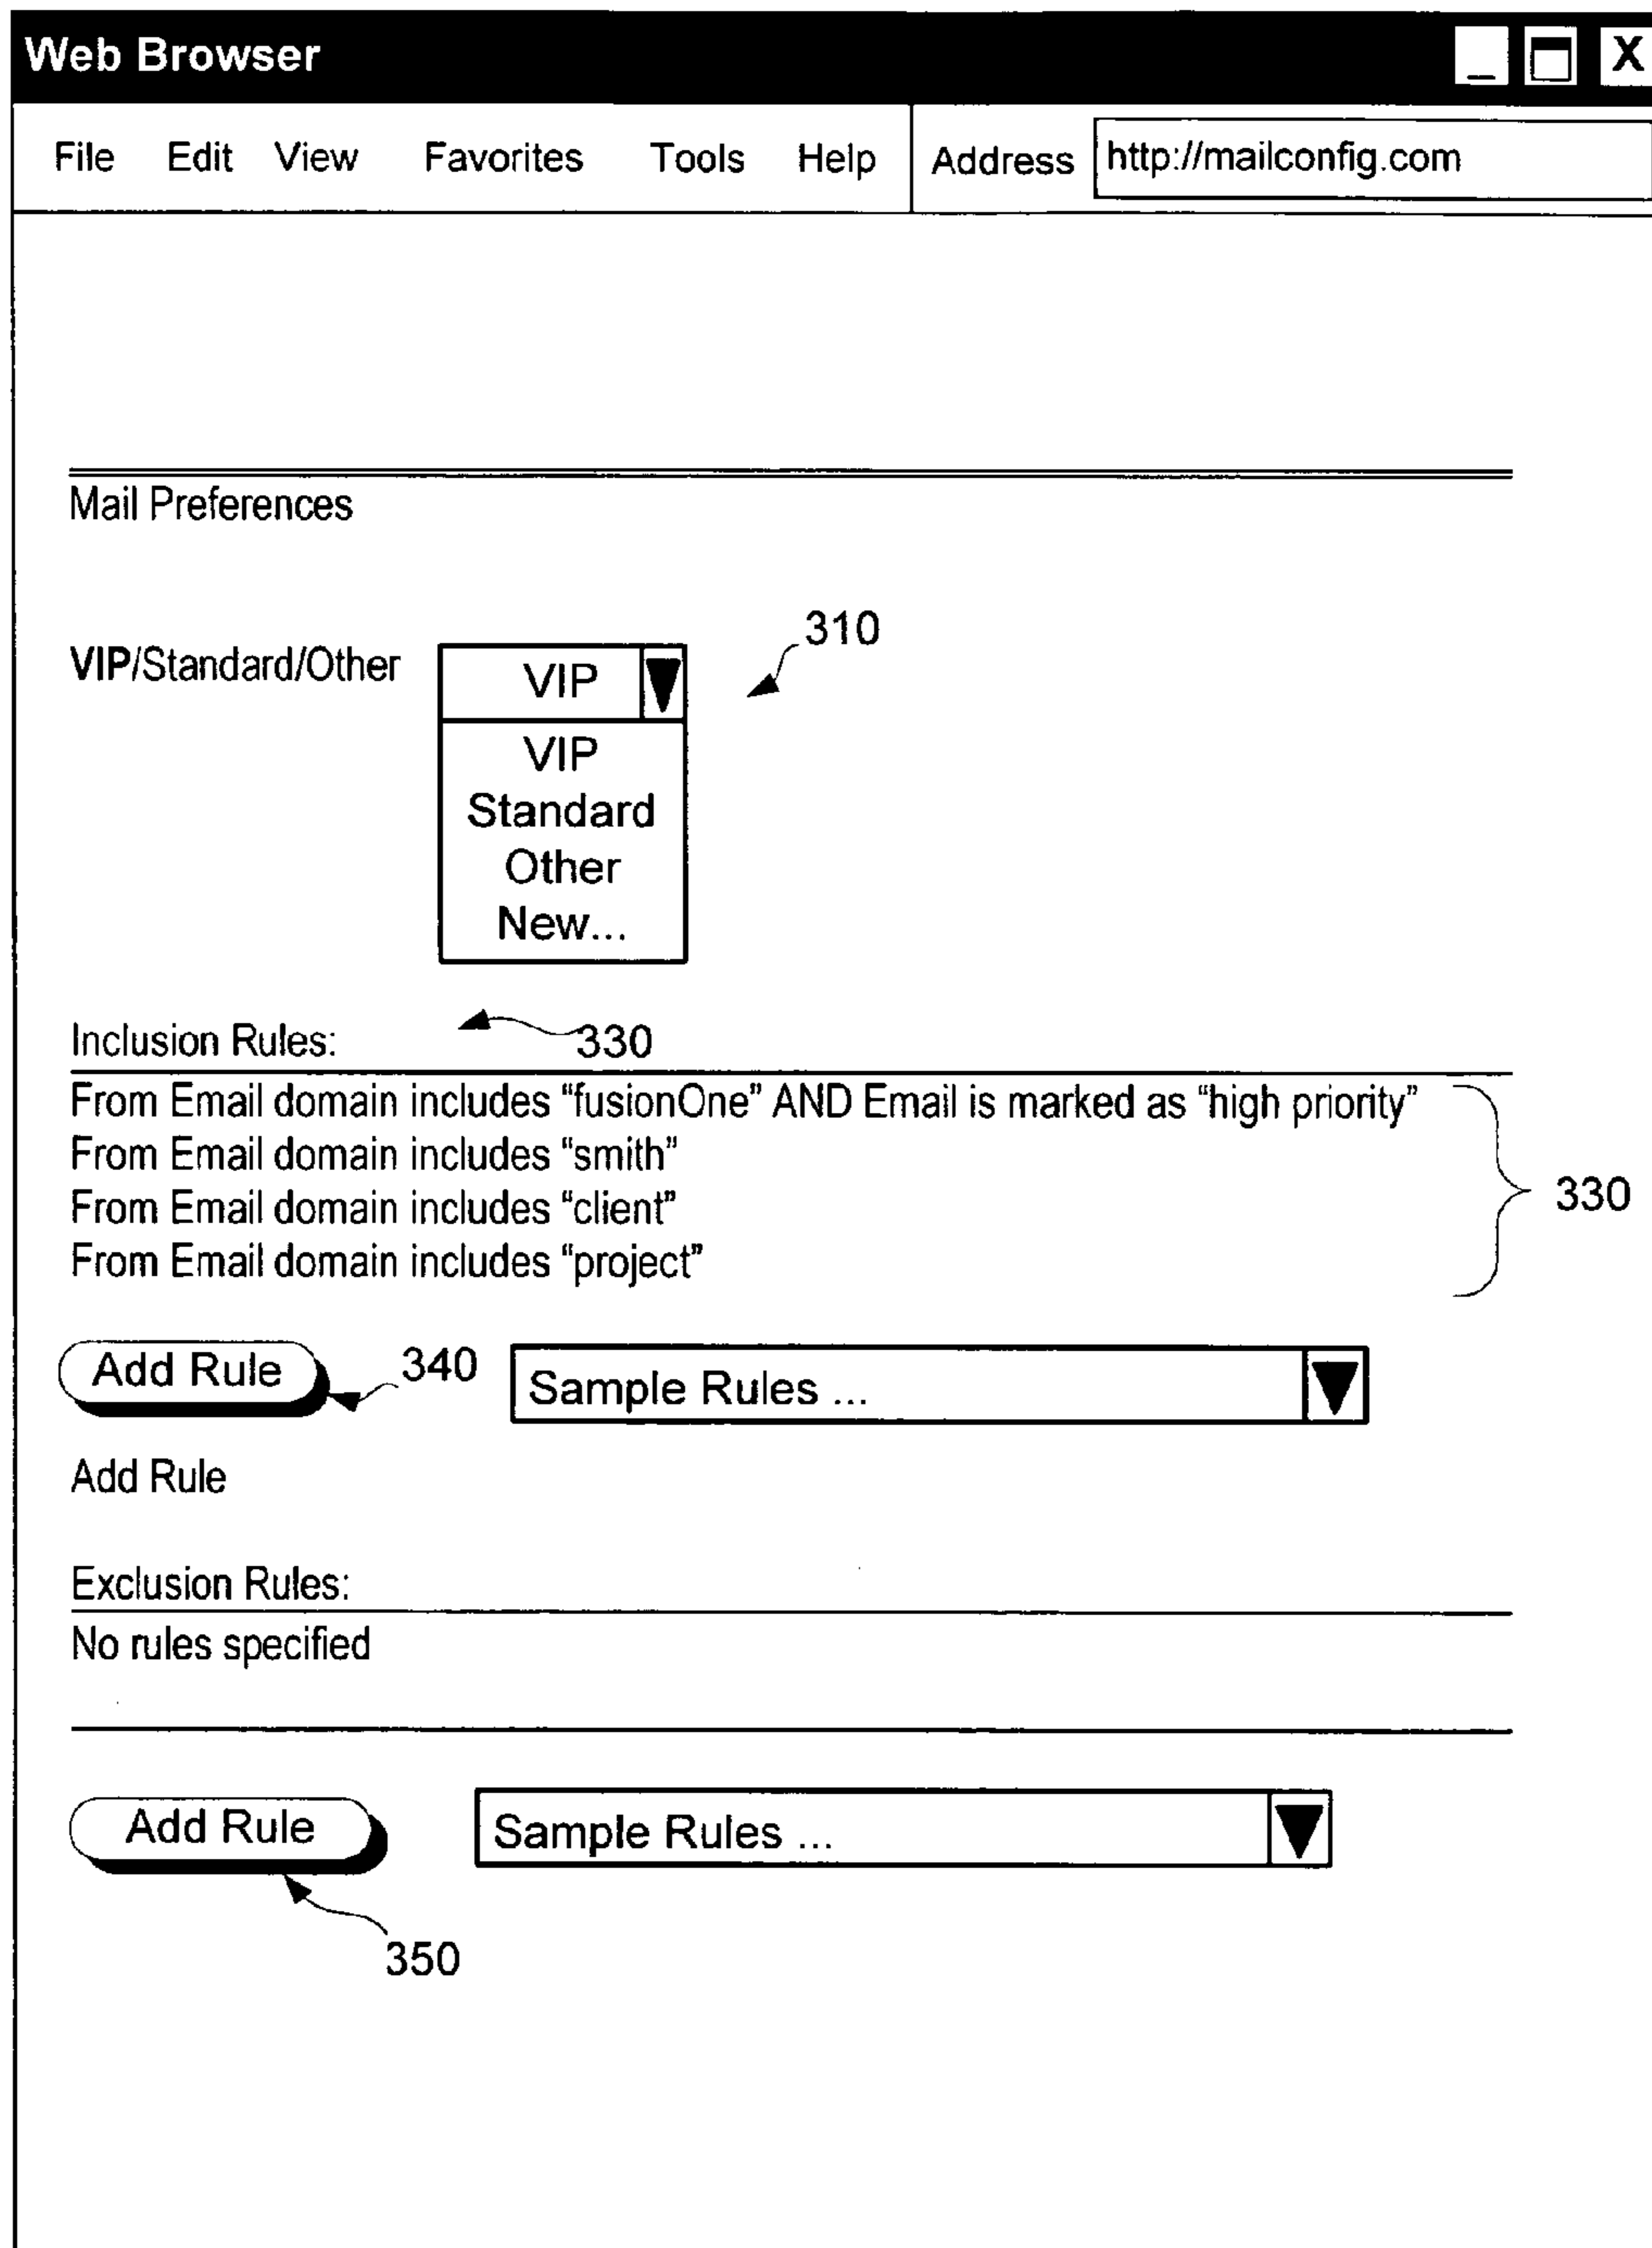 Web Browser _ X
File Edit View Favorites Tools Help Address http://mailconfig.com
Mail Preferences
310
VIP/Standard/Other VIP
VIP
Standard
Other
New...
Inclusion Rules: 330
From Email domain includes “fusionOne” AND Email is marked as “high priority”
From Email domain includes “smith”
From Email domain includes “client”
330
From Email domain includes “project”
Add Rule 340 Sample Rules ...
Add Rule
Exclusion Rules:
No rules specified
Add Rule Sample Rules ...
350